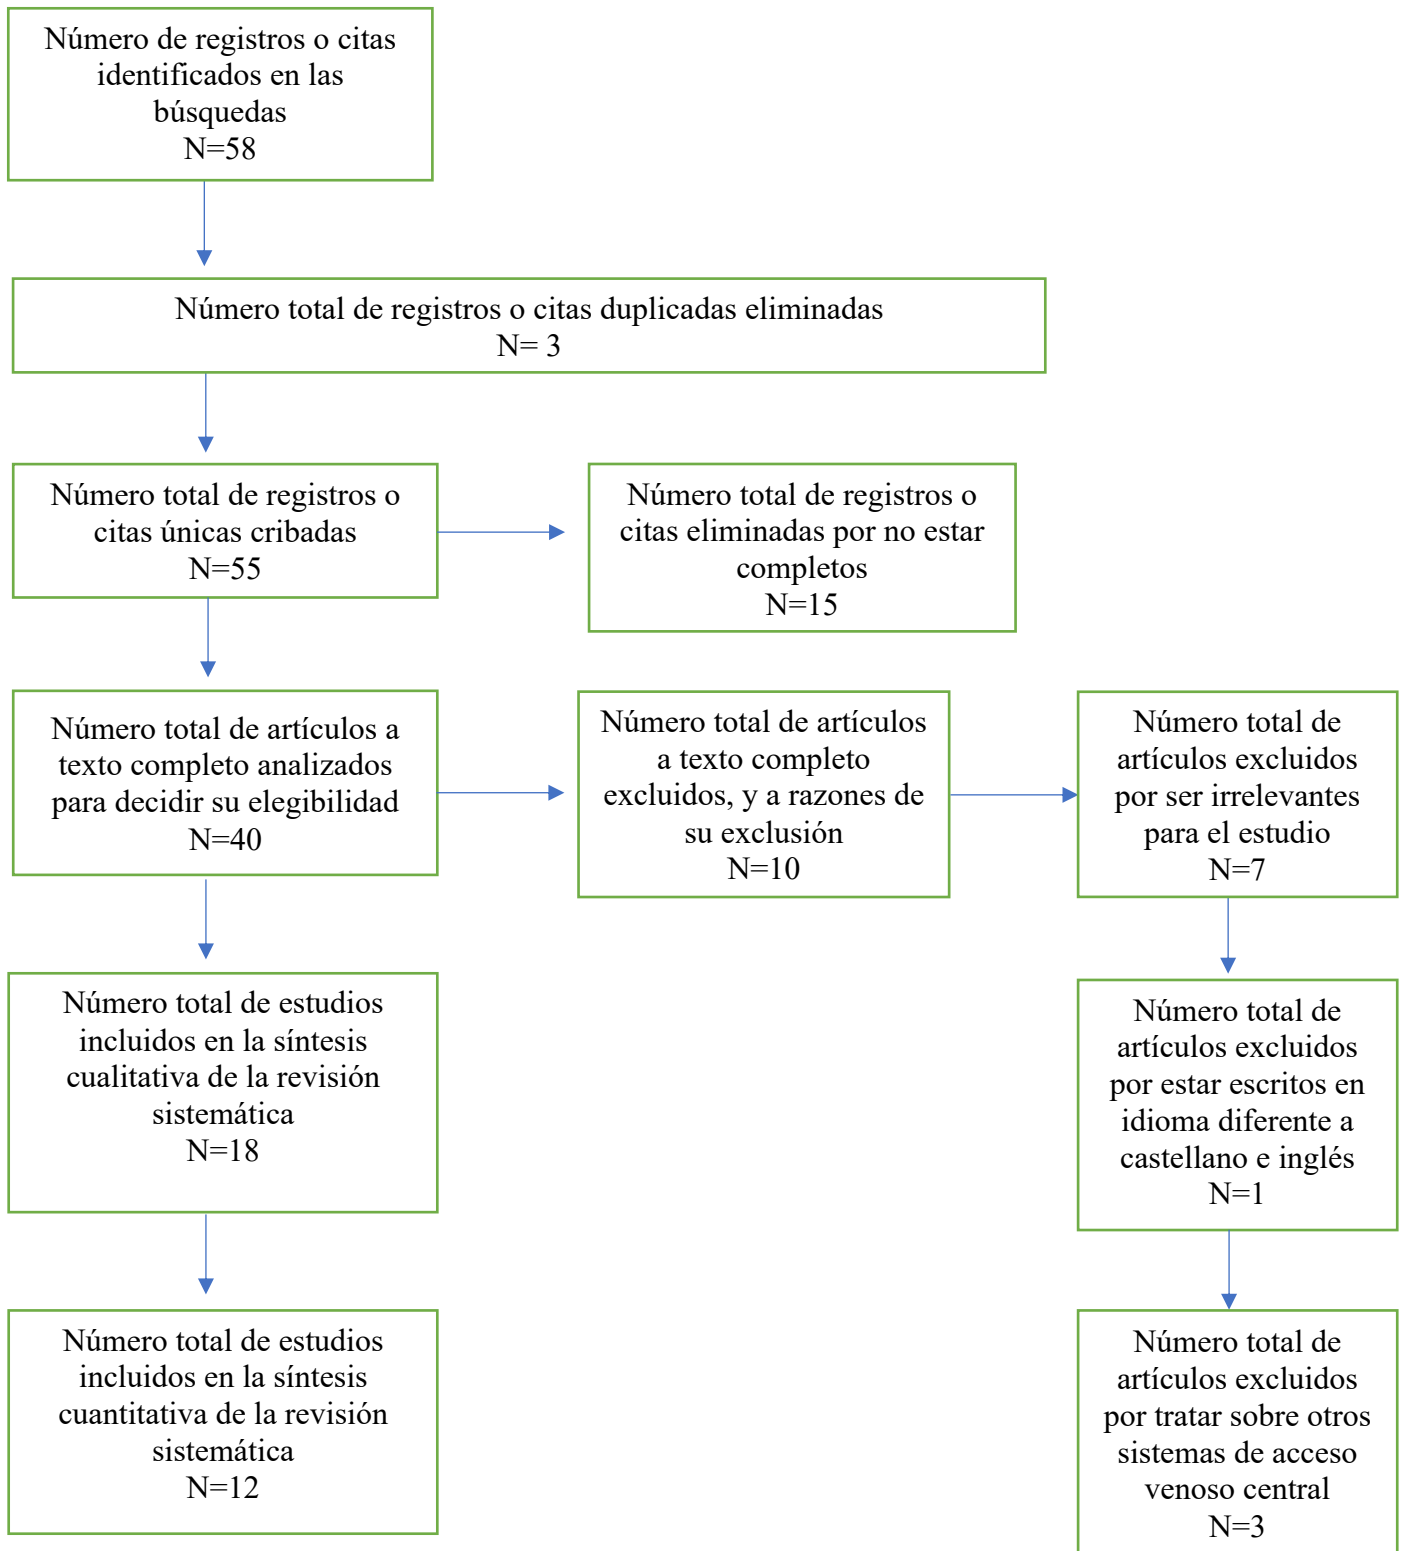 Número de registros o citas
identificados en las
búsquedas
N=58
Número total de registros o citas duplicadas eliminadas
N= 3
Número total de registros o
citas únicas cribadas
N=55
Número total de registros o
citas eliminadas por no estar
completos
N=15
Número total de artículos a
texto completo analizados
para decidir su elegibilidad
N=40
Número total de artículos
a texto completo
excluidos, y a razones de
su exclusión
N=10
Número total de
artículos excluidos
por ser irrelevantes
para el estudio
N=7
Número total de estudios
incluidos en la síntesis
cualitativa de la revisión
sistemática
N=18
Número total de
artículos excluidos
por estar escritos en
idioma diferente a
castellano e inglés
N=1
Número total de estudios
incluidos en la síntesis
cuantitativa de la revisión
sistemática
N=12
Número total de
artículos excluidos
por tratar sobre otros
sistemas de acceso
venoso central
N=3